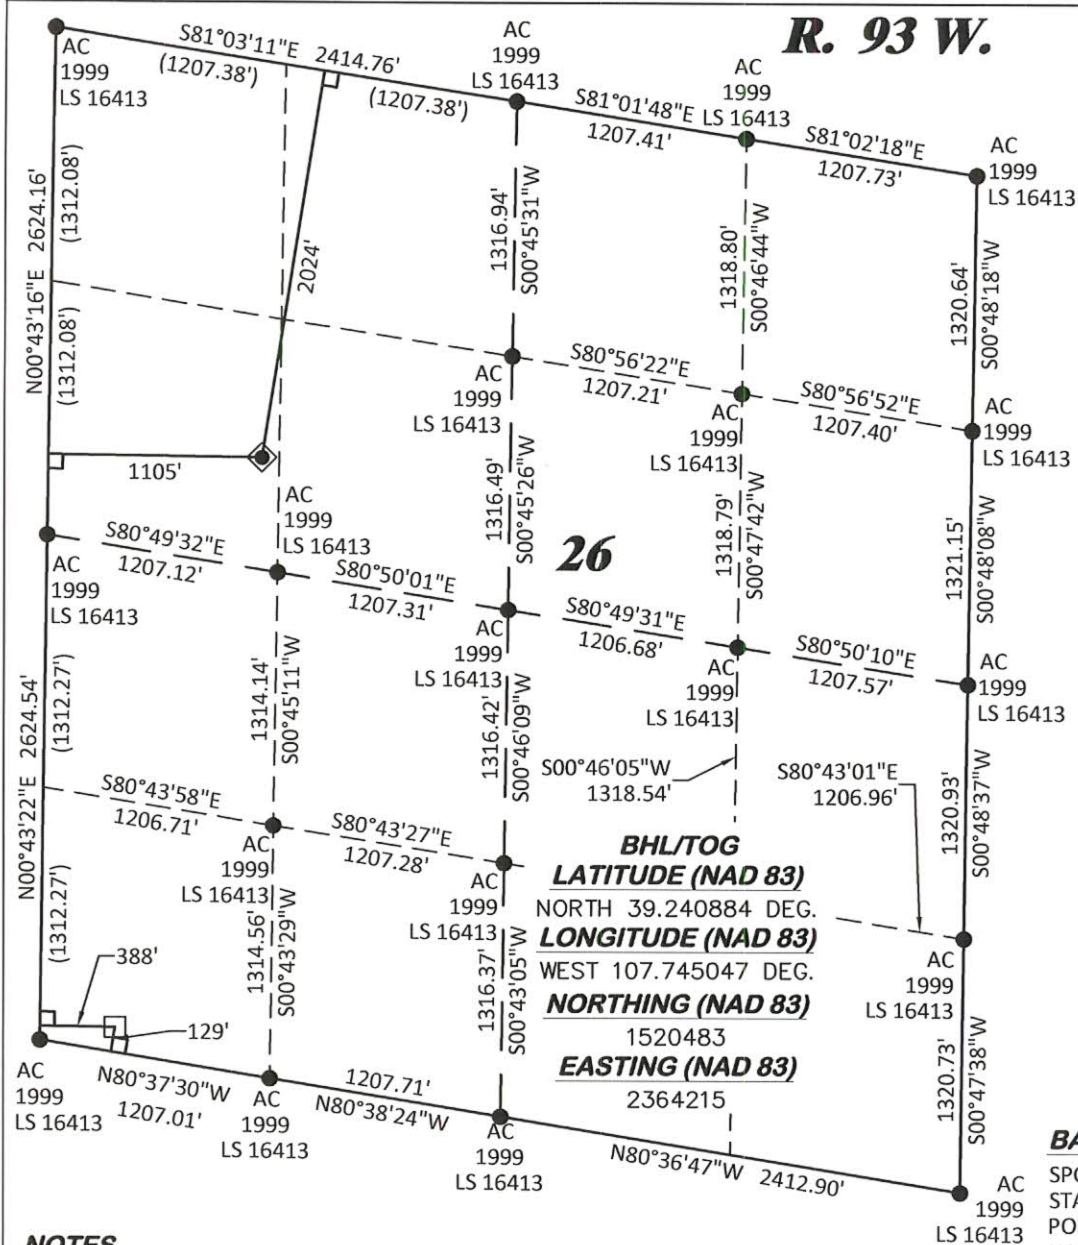 R. 93 W.
AC
1999
LS 16413
S81°03'11"E 2414.76'
(1207.38')
(1207.38')
AC
1999
LS 16413
S81°01'48"E
1207.41'
AC
1999
LS 16413
S81°02'18"E
1207.73'
AC
1999
LS 16413
N00°43'16"E 2624.16'
(1312.08')
(1312.08')
2024'
1316.94'
S00°45'31"W
1318.80'
S00°46'44"W
1320.64'
S00°48'18"W
S80°56'22"E
1207.21'
S80°56'52"E
1207.40'
AC
1999
LS 16413
AC
1999
LS 16413
AC
1999
LS 16413
1105'
1316.49'
S00°45'26"W
1318.79'
S00°47'42"W
1321.15'
S00°48'08"W
26
AC
1999
LS 16413
S80°49'32"E
1207.12'
S80°50'01"E
1207.31'
S80°49'31"E
1206.68'
S80°50'10"E
1207.57'
AC
1999
LS 16413
AC
1999
LS 16413
AC
1999
LS 16413
AC
1999
LS 16413
N00°43'22"E 2624.54'
(1312.27')
(1312.27')
1314.14'
S00°45'11"W
1316.42'
S00°46'09"W
S00°46'05"W
1318.54'
S80°43'01"E
1206.96'
1320.93'
S00°48'37"W
S80°43'58"E
1206.71'
S80°43'27"E
1207.28'
AC
1999
LS 16413
AC
1999
LS 16413
AC
1999
LS 16413
BHL/TOG
LATITUDE (NAD 83)
NORTH 39.240884 DEG.
LONGITUDE (NAD 83)
WEST 107.745047 DEG.
NORTHING (NAD 83)
1520483
EASTING (NAD 83)
2364215
1314.56'
S00°43'29"W
1316.37'
S00°43'05"W
1320.73'
S00°47'38"W
388'
129'
AC
1999
LS 16413
N80°37'30"W
1207.01'
AC
1999
LS 16413
1207.71'
N80°38'24"W
AC
1999
LS 16413
N80°36'47"W 2412.90'
AC
1999
LS 16413
BA
SPC
STA
PO
NOTES